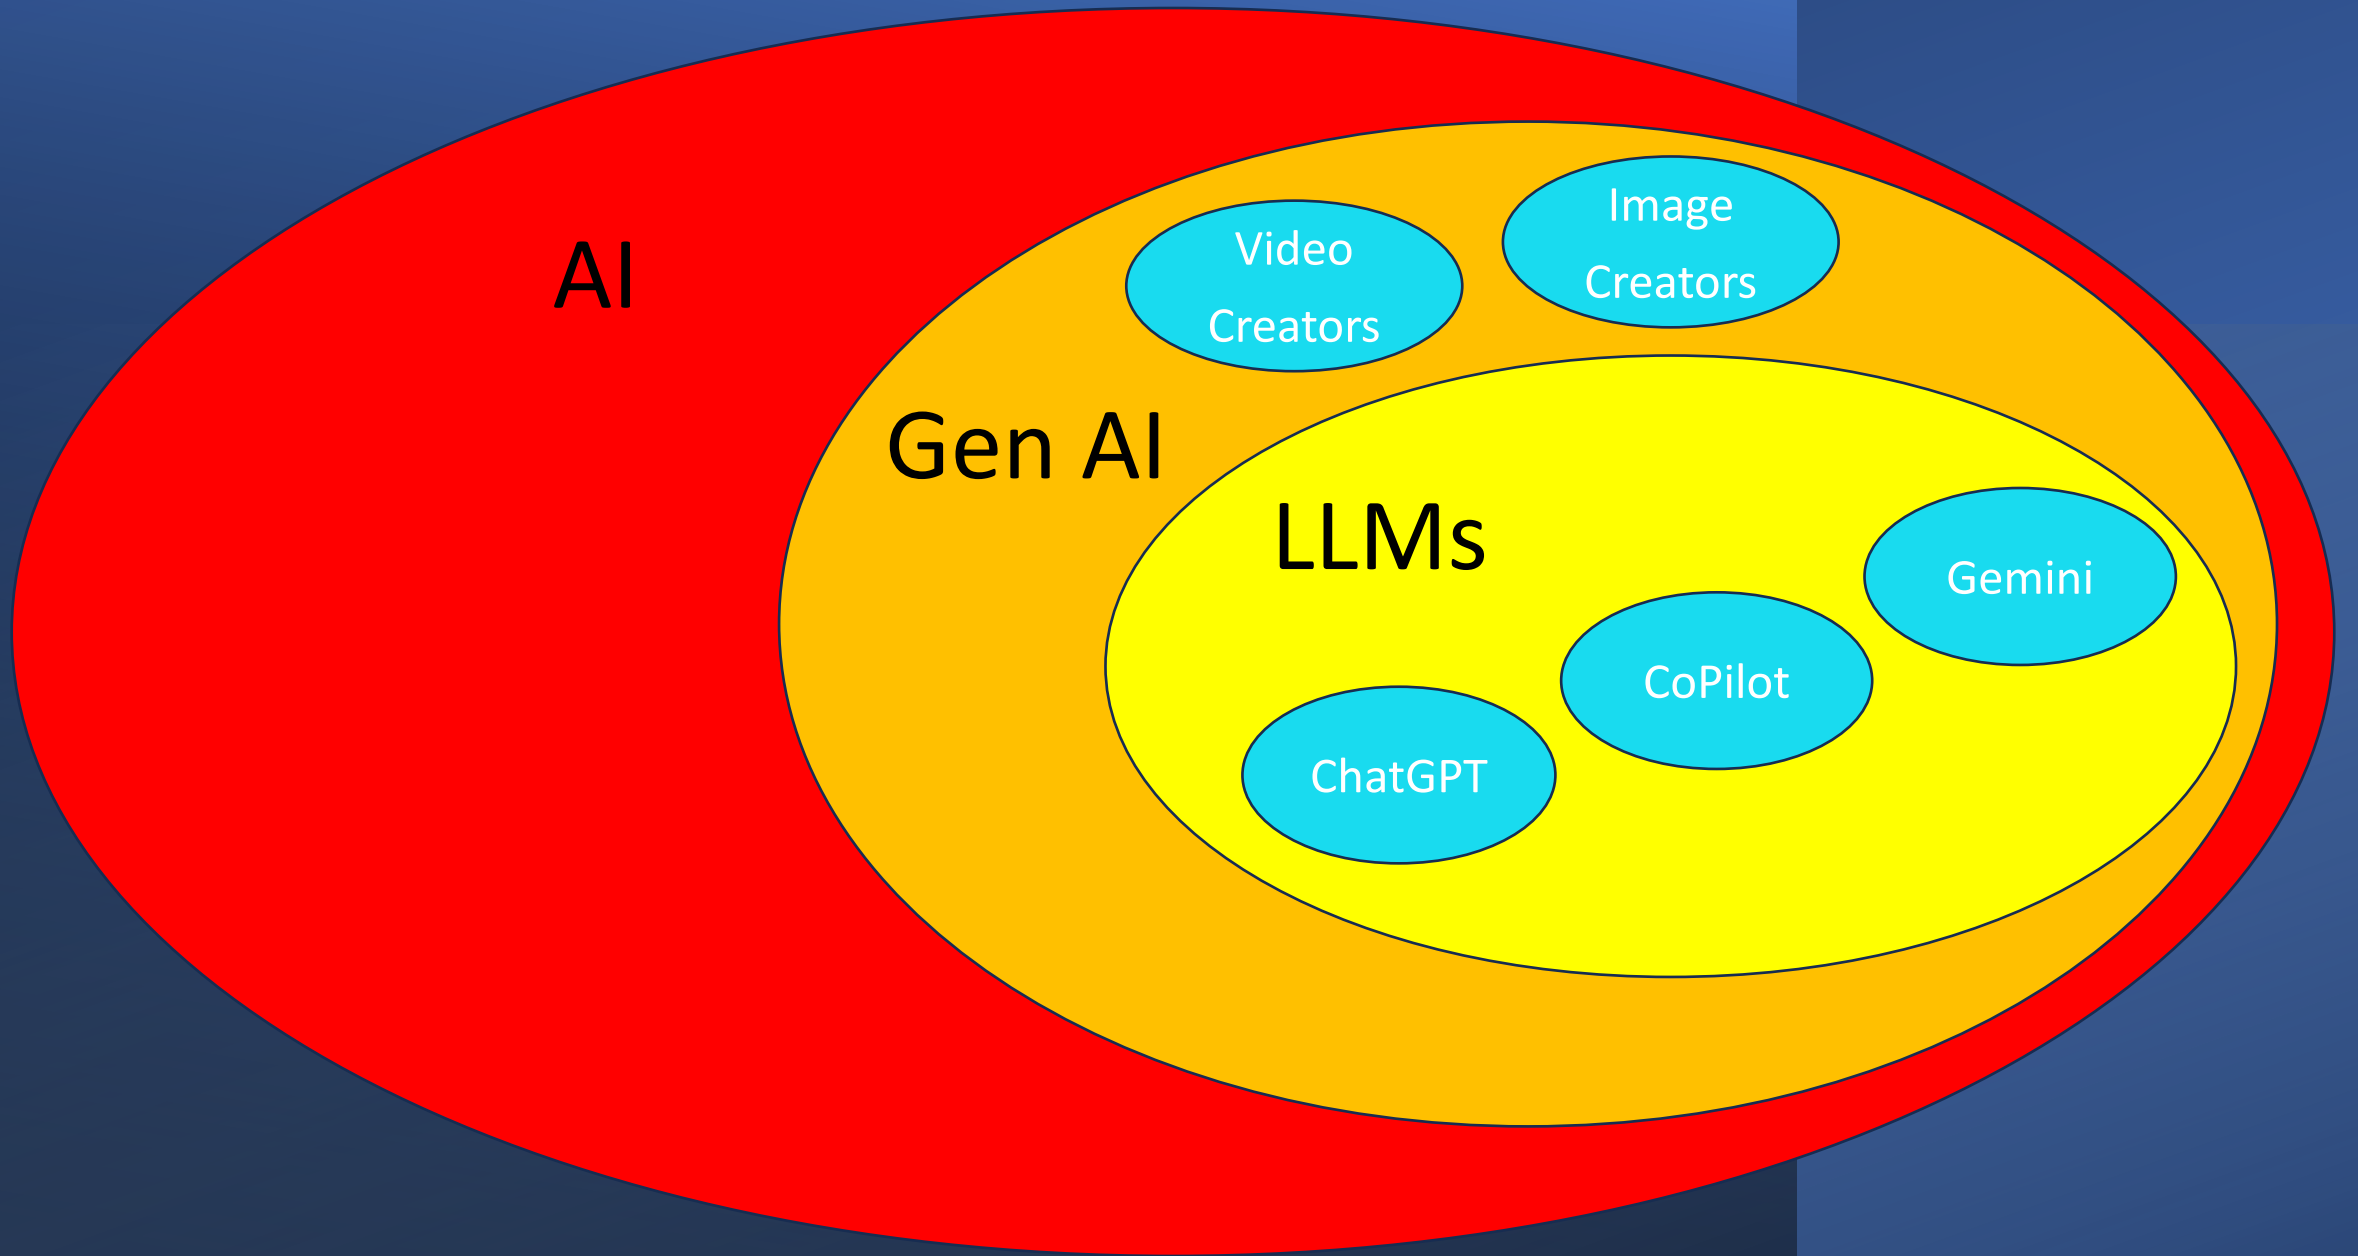 AI
Video
Creators
Image
Creators
Gen AI
LLMs
Gemini
CoPilot
ChatGPT